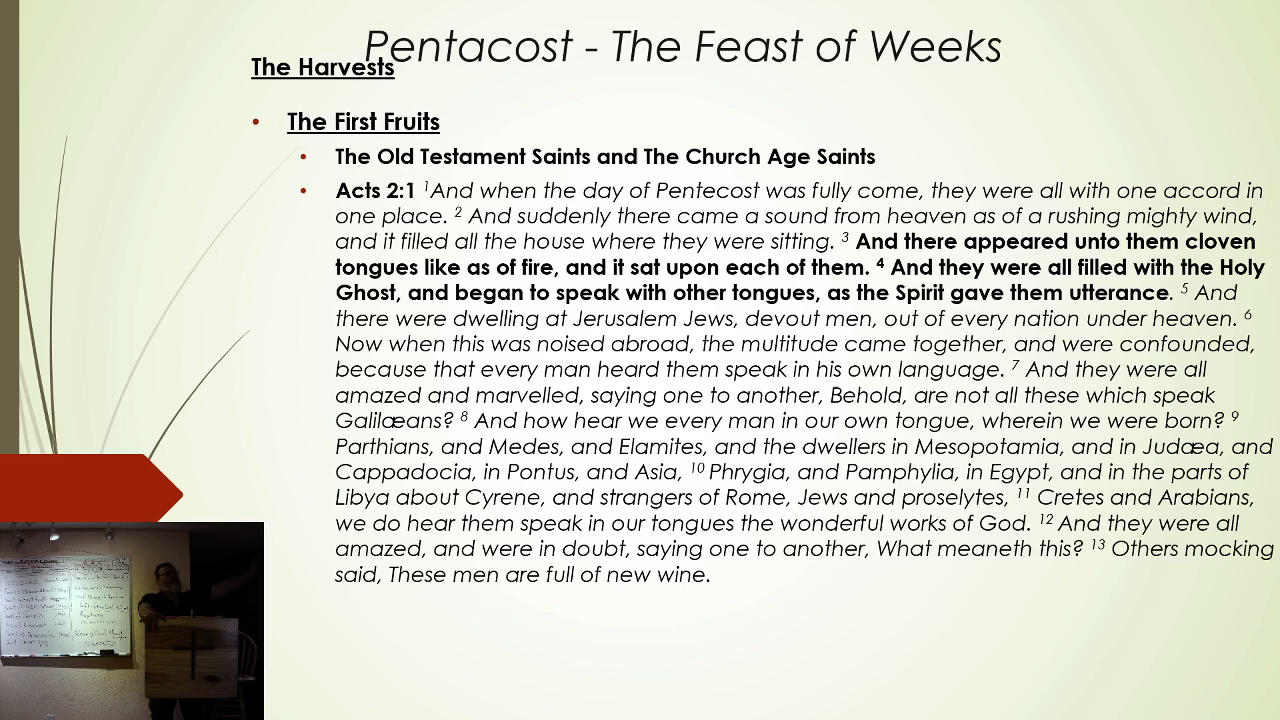 Pentacost - The Feast of Weeks
The Harvests
• The First Fruits
• The Old Testament Saints and The Church Age Saints
• Acts 2:1 ¹And when the day of Pentecost was fully come, they were all with one accord in
one place. ² And suddenly there came a sound from heaven as of a rushing mighty wind,
and it filled all the house where they were sitting. ³ And there appeared unto them cloven
tongues like as of fire, and it sat upon each of them. ⁴ And they were all filled with the Holy
Ghost, and began to speak with other tongues, as the Spirit gave them utterance. ⁵ And
there were dwelling at Jerusalem Jews, devout men, out of every nation under heaven. ⁶
Now when this was noised abroad, the multitude came together, and were confounded,
because that every man heard them speak in his own language. ⁷ And they were all
amazed and marvelled, saying one to another, Behold, are not all these which speak
Galilæans? ⁸ And how hear we every man in our own tongue, wherein we were born? ⁹
Parthians, and Medes, and Elamites, and the dwellers in Mesopotamia, and in Judæa, and
Cappadocia, in Pontus, and Asia, ¹⁰ Phrygia, and Pamphylia, in Egypt, and in the parts of
Libya about Cyrene, and strangers of Rome, Jews and proselytes, ¹¹ Cretes and Arabians,
we do hear them speak in our tongues the wonderful works of God. ¹² And they were all
amazed, and were in doubt, saying one to another, What meaneth this? ¹³ Others mocking
said, These men are full of new wine.